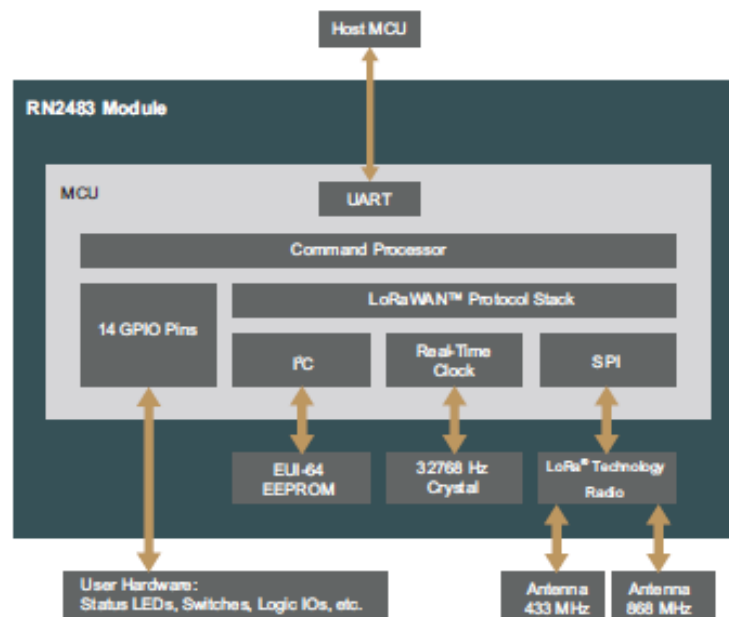 Host MCU
RN2483 Module
MCU
UART
Command Processor
14 GPIO Pins
LoRaWAN™ Protocol Stack
I²C
Real-Time
Clock
SPI
EUI-64
EEPROM
32768 Hz
Crystal
LoRa® Technology
Radio
User Hardware:
Status LEDs, Switches, Logic IOs, etc.
Antenna
433 MHz
Antenna
868 MHz